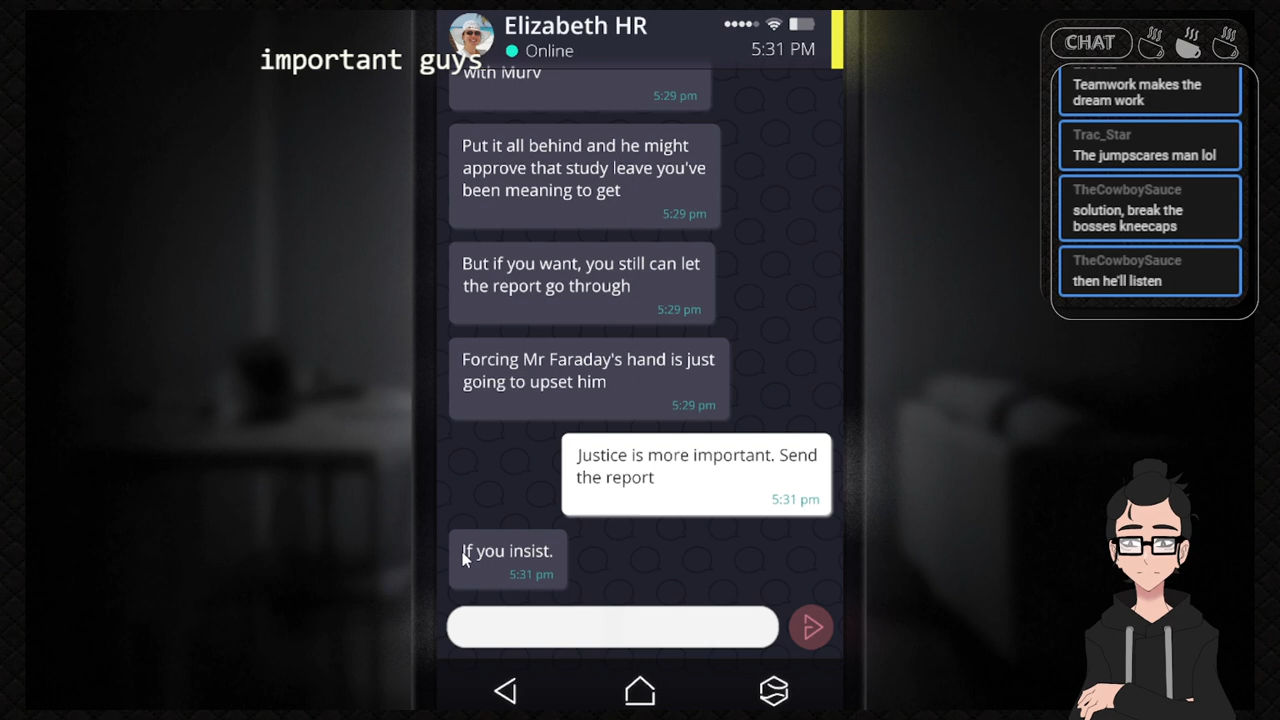 Elizabeth HR
Online
5:31 PM
important guys
with Murv
5:29 pm
Put it all behind and he might
approve that study leave you've
been meaning to get
5:29 pm
But if you want, you still can let
the report go through
5:29 pm
Forcing Mr Faraday's hand is just
going to upset him
5:29 pm
Justice is more important. Send
the report
5:31 pm
If you insist.
5:31 pm
CHAT
Teamwork makes the
dream work
Trac_Star
The jumpscares man lol
TheCowboySauce
solution, break the
bosses kneecaps
TheCowboySauce
then he'll listen